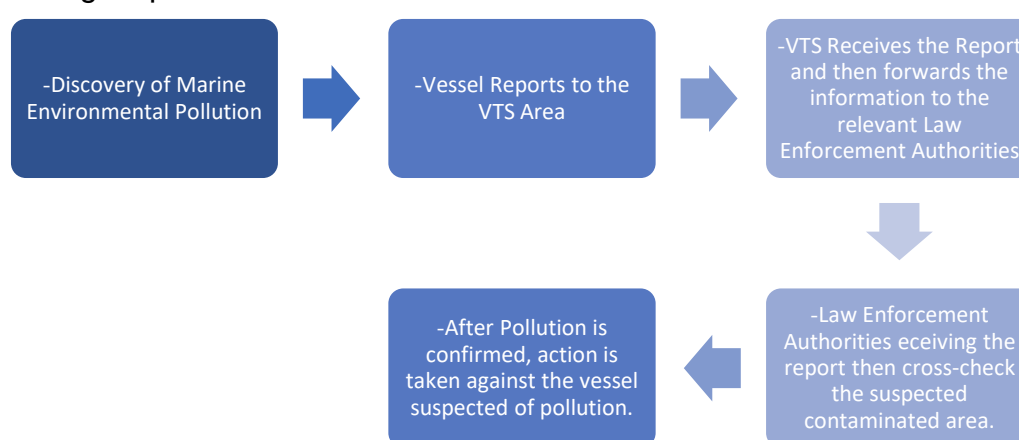 -Discovery of Marine
Environmental Pollution
-Vessel Reports to the
VTS Area
-VTS Receives the Report
and then forwards the
information to the
relevant Law
Enforcement Authorities
-Law Enforcement
Authorities eceiving the
report then cross-check
the suspected
contaminated area.
-After Pollution is
confirmed, action is
taken against the vessel
suspected of pollution.